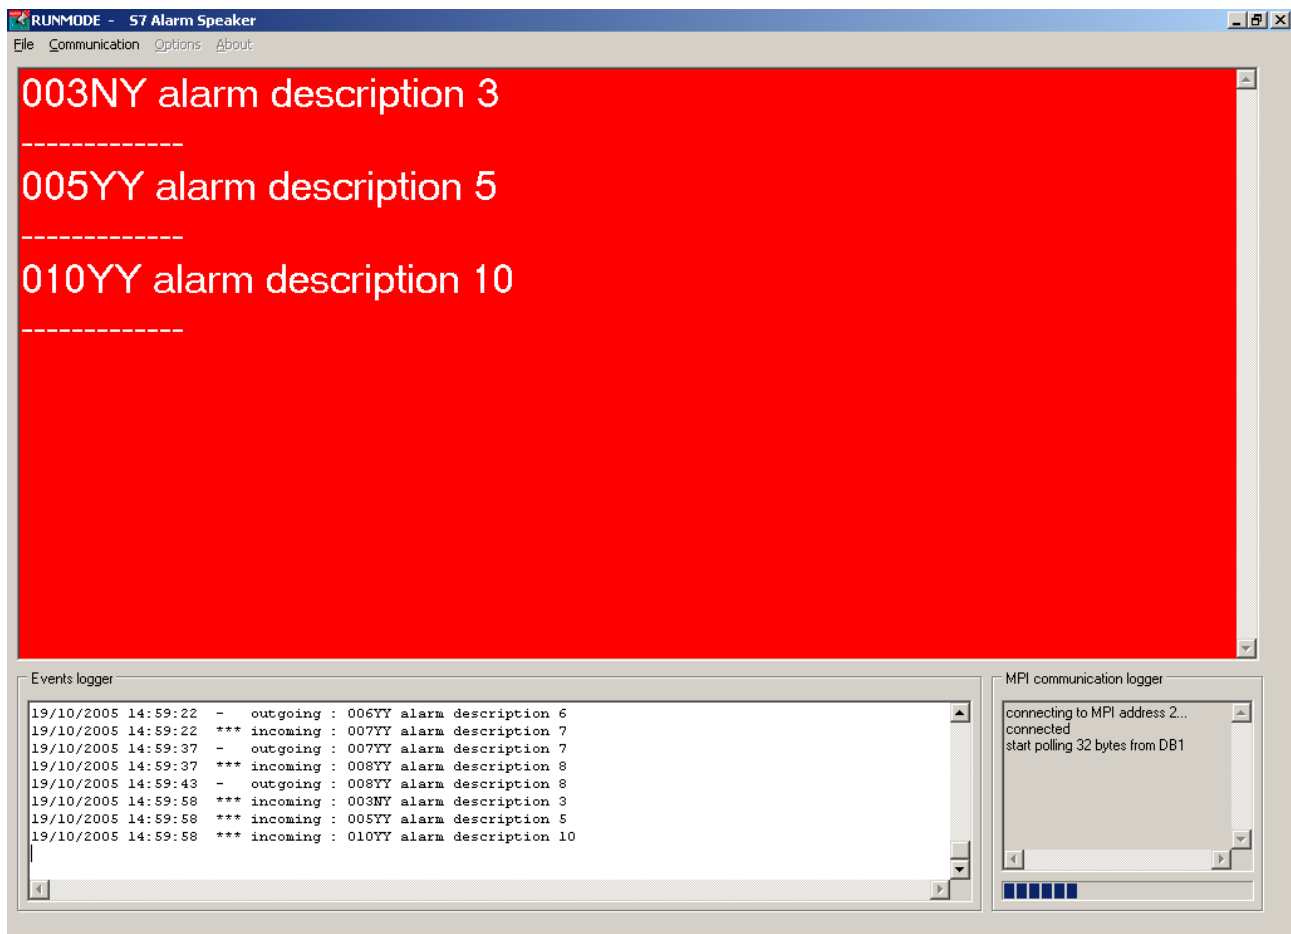 RUNMODE -   S7 Alarm Speaker
File Communication Options About
003NY alarm description 3
-------------
005YY alarm description 5
-------------
010YY alarm description 10
-------------
Events logger
19/10/2005 14:59:22  -   outgoing : 006YY alarm description 6
19/10/2005 14:59:22  *** incoming : 007YY alarm description 7
19/10/2005 14:59:37  -   outgoing : 007YY alarm description 7
19/10/2005 14:59:37  *** incoming : 008YY alarm description 8
19/10/2005 14:59:43  -   outgoing : 008YY alarm description 8
19/10/2005 14:59:58  *** incoming : 003NY alarm description 3
19/10/2005 14:59:58  *** incoming : 005YY alarm description 5
19/10/2005 14:59:58  *** incoming : 010YY alarm description 10
MPI communication logger
connecting to MPI address 2...
connected
start polling 32 bytes from DB1